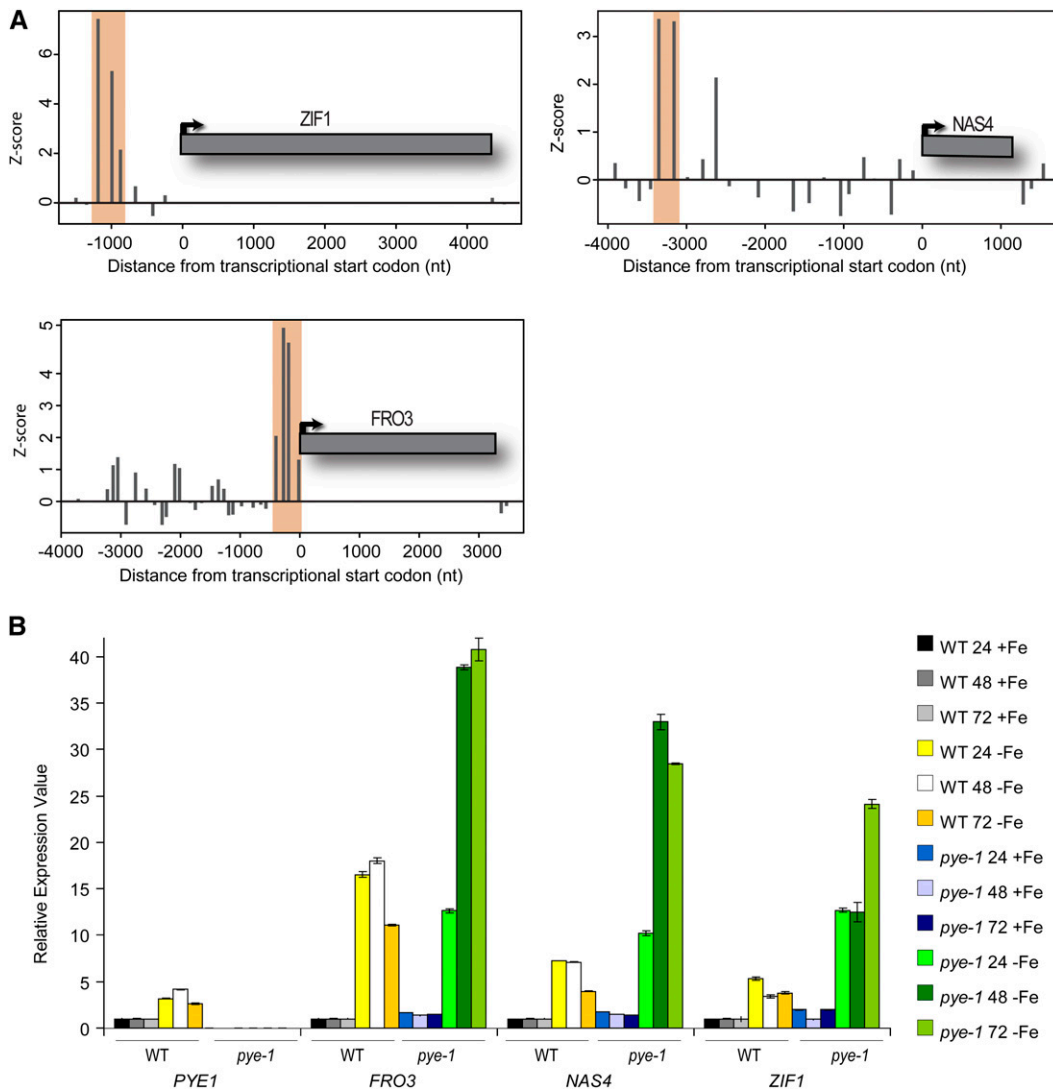 A
Z-score
6
4
2
0
ZIF1
-1000 0 1000 2000 3000 4000
Distance from transcriptional start codon (nt)
Z-score
3
2
1
0
NAS4
-4000 -3000 -2000 -1000 0 1000
Distance from transcriptional start codon (nt)
Z-score
5
4
3
2
1
0
FRO3
-4000 -3000 -2000 -1000 0 1000 2000 3000
Distance from transcriptional start codon (nt)
B
Relative Expression Value
40
35
30
25
20
15
10
5
0
WT pye-1 WT pye-1 WT pye-1 WT pye-1
PYE1 FRO3 NAS4 ZIF1
WT 24 +Fe
WT 48 +Fe
WT 72 +Fe
WT 24 -Fe
WT 48 -Fe
WT 72 -Fe
pye-1 24 +Fe
pye-1 48 +Fe
pye-1 72 +Fe
pye-1 24 -Fe
pye-1 48 -Fe
pye-1 72 -Fe